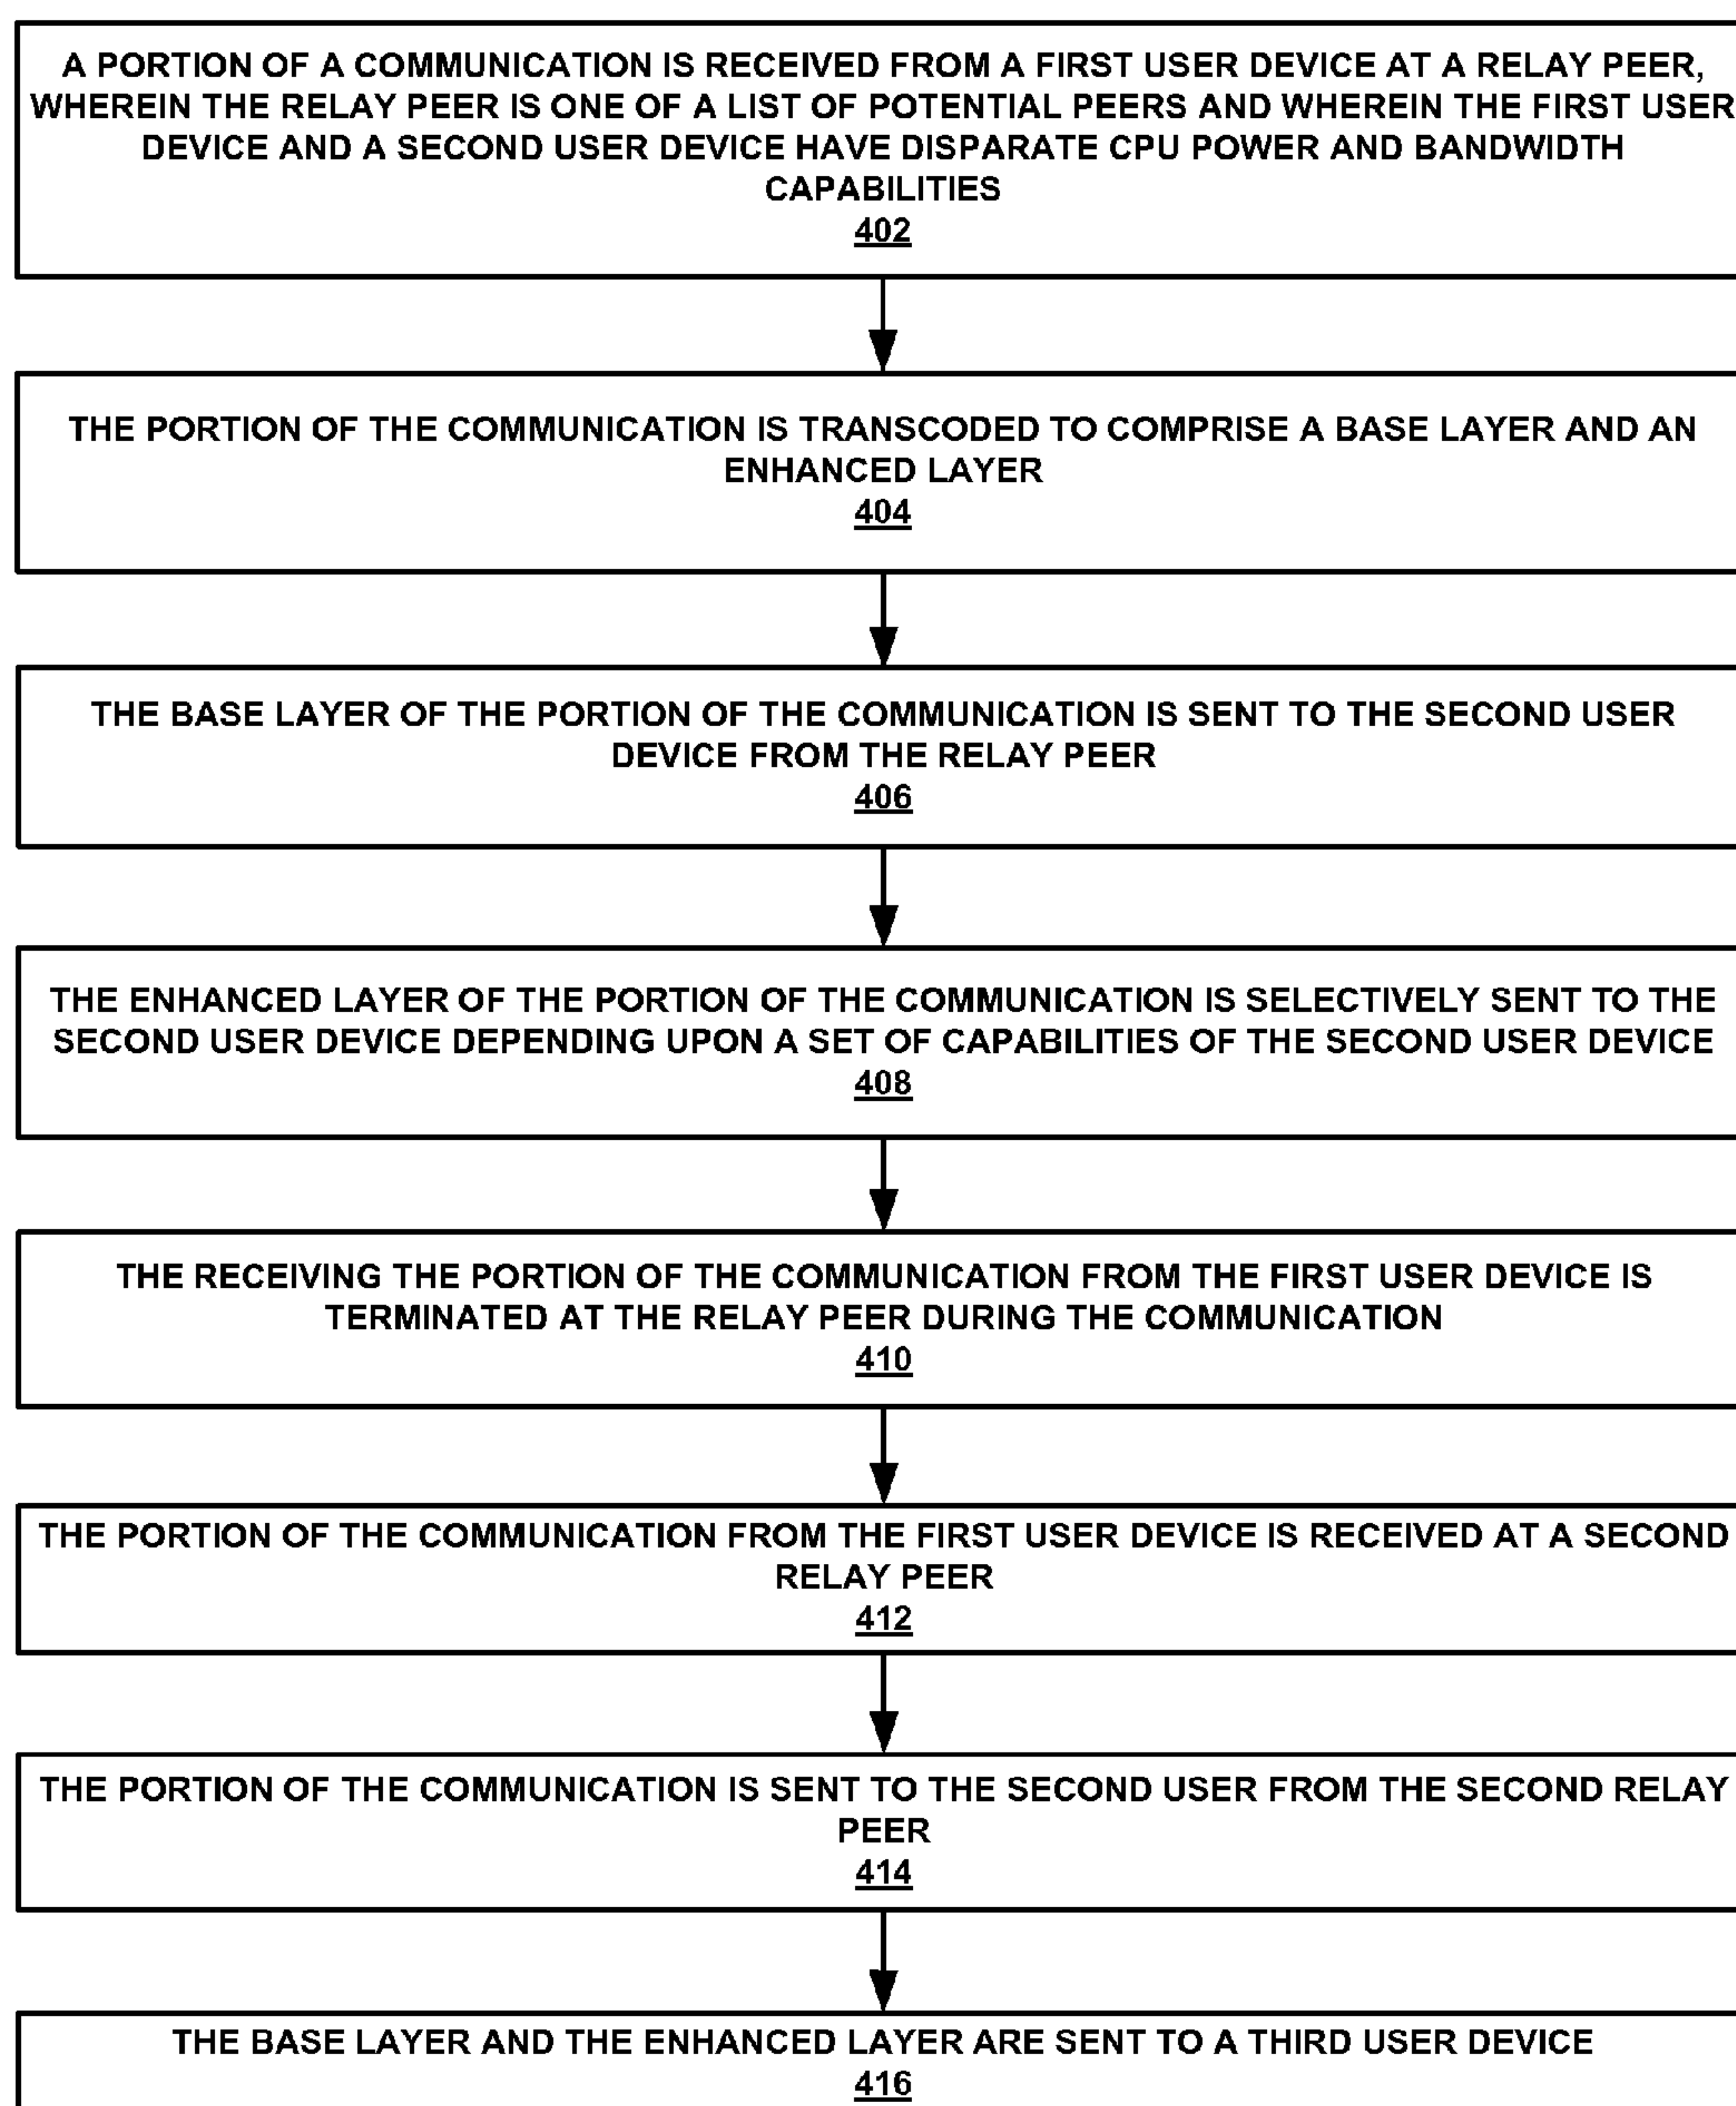 A PORTION OF A COMMUNICATION IS RECEIVED FROM A FIRST USER DEVICE AT A RELAY PEER,
WHEREIN THE RELAY PEER IS ONE OF A LIST OF POTENTIAL PEERS AND WHEREIN THE FIRST USER
DEVICE AND A SECOND USER DEVICE HAVE DISPARATE CPU POWER AND BANDWIDTH
CAPABILITIES
402
THE PORTION OF THE COMMUNICATION IS TRANSCODED TO COMPRISE A BASE LAYER AND AN
ENHANCED LAYER
404
THE BASE LAYER OF THE PORTION OF THE COMMUNICATION IS SENT TO THE SECOND USER
DEVICE FROM THE RELAY PEER
406
THE ENHANCED LAYER OF THE PORTION OF THE COMMUNICATION IS SELECTIVELY SENT TO THE
SECOND USER DEVICE DEPENDING UPON A SET OF CAPABILITIES OF THE SECOND USER DEVICE
408
THE RECEIVING THE PORTION OF THE COMMUNICATION FROM THE FIRST USER DEVICE IS
TERMINATED AT THE RELAY PEER DURING THE COMMUNICATION
410
THE PORTION OF THE COMMUNICATION FROM THE FIRST USER DEVICE IS RECEIVED AT A SECOND
RELAY PEER
412
THE PORTION OF THE COMMUNICATION IS SENT TO THE SECOND USER FROM THE SECOND RELAY
PEER
414
THE BASE LAYER AND THE ENHANCED LAYER ARE SENT TO A THIRD USER DEVICE
416